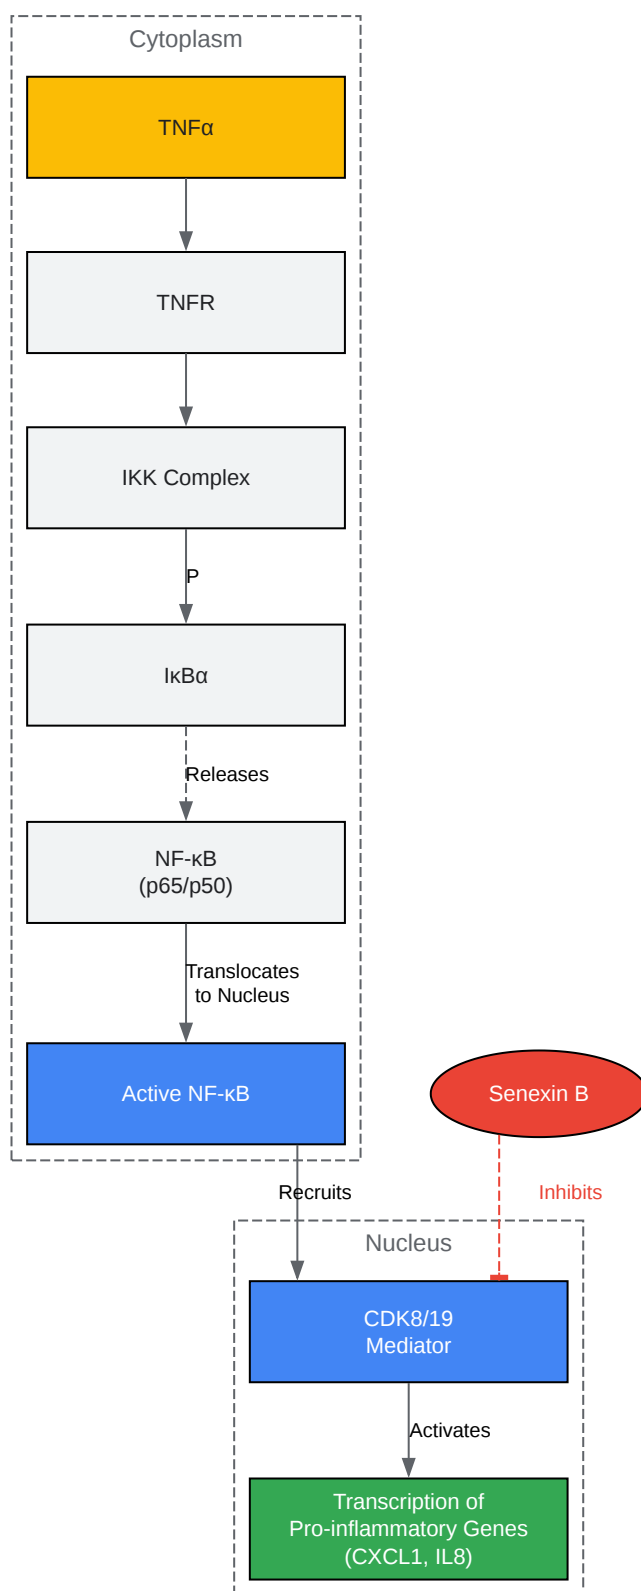 Cytoplasm
TNFα
TNFR
IKK Complex
P
IκBα
Releases
NF-κB
(p65/p50)
Translocates
to Nucleus
Active NF-κB
Senexin B
Recruits
Inhibits
Nucleus
CDK8/19
Mediator
Activates
Transcription of
Pro-inflammatory Genes
(CXCL1, IL8)